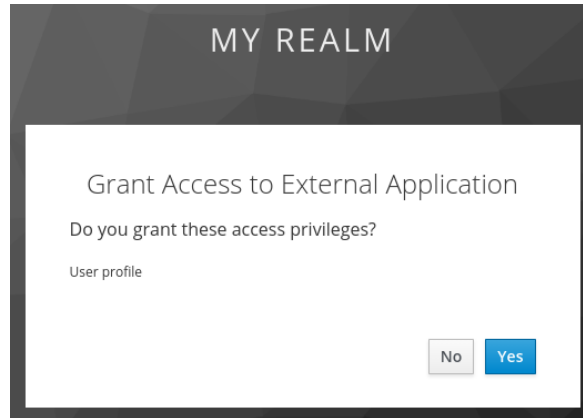 MY REALM
Grant Access to External Application
Do you grant these access privileges?
User profile
No Yes